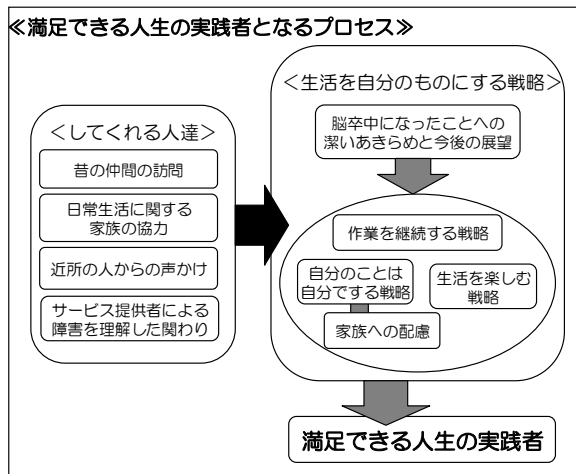 ≪満足できる人生の実践者となるプロセス≫
＜してくれる人達＞
昔の仲間の訪問
日常生活に関する
家族の協力
近所の人からの声かけ
サービス提供者による
障害を理解した関わり
＜生活を自分のものにする戦略＞
脳卒中になったことへの
潔いあきらめと今後の展望
作業を継続する戦略
自分のことは
自分でする戦略
生活を楽しむ
戦略
家族への配慮
満足できる人生の実践者